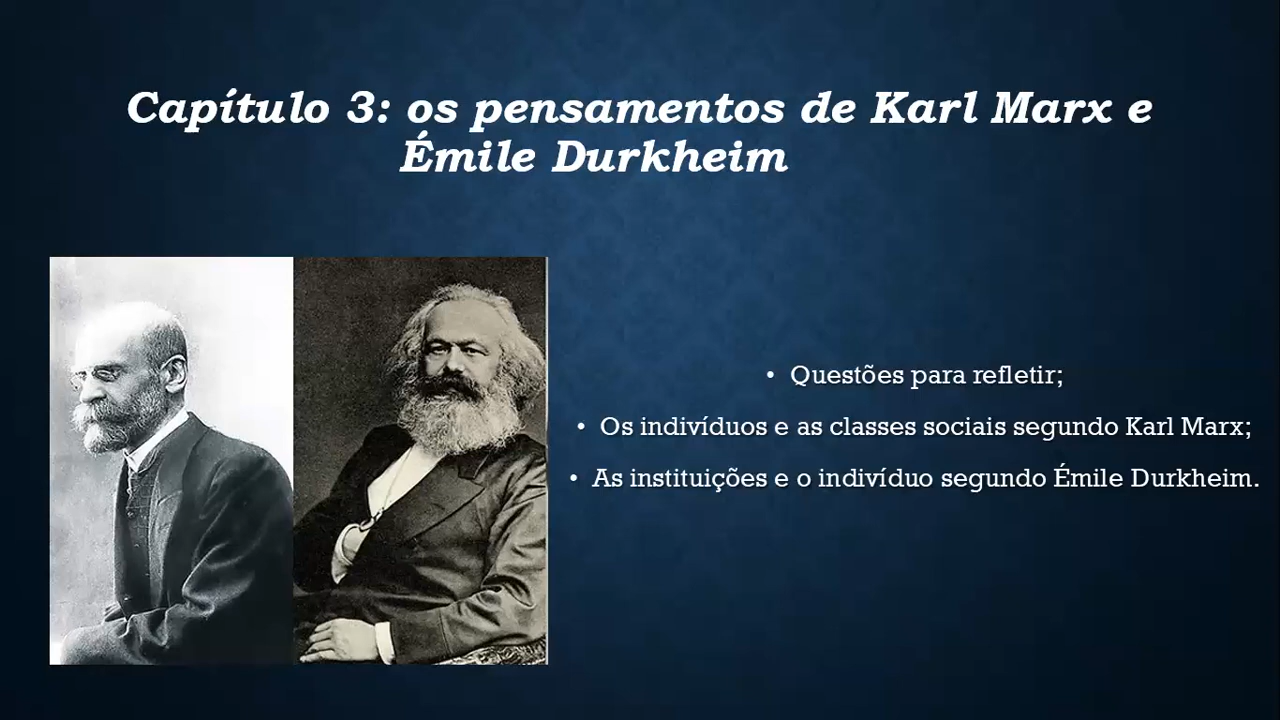 Capítulo 3: os pensamentos de Karl Marx e
Émile Durkheim
• Questões para refletir;
• Os indivíduos e as classes sociais segundo Karl Marx;
• As instituições e o indivíduo segundo Émile Durkheim.